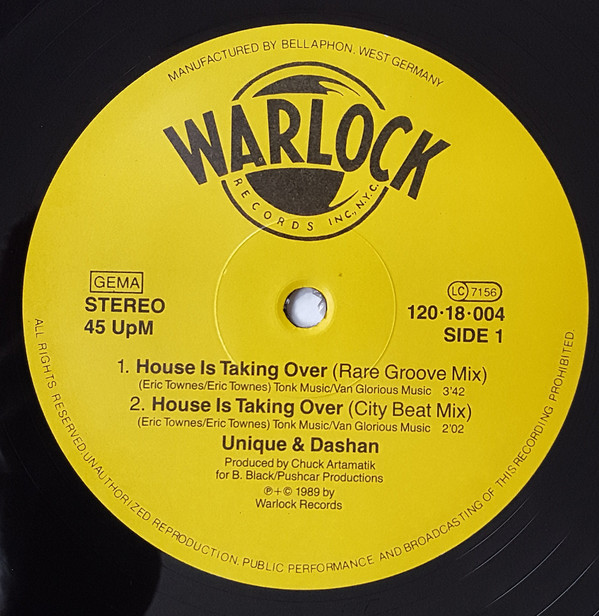 MANUFACTURED BY BELLAPHON, WEST GERMANY
WARLOCK
RECORDS INC., N.Y.C.
GEMA
STEREO
45 UpM
LC 7156
120·18·004
SIDE 1
1. House Is Taking Over (Rare Groove Mix)
(Eric Townes/Eric Townes) Tonk Music/Van Glorious Music 3'42
2. House Is Taking Over (City Beat Mix)
(Eric Townes/Eric Townes) Tonk Music/Van Glorious Music 2'02
Unique & Dashan
Produced by Chuck Artamatik
for B. Black/Pushcar Productions
℗+© 1989 by
Warlock Records
ALL RIGHTS RESERVED.UNAUTHORIZED REPRODUCTION, PUBLIC PERFORMANCE AND BROADCASTING OF THIS RECORDING PROHIBITED.